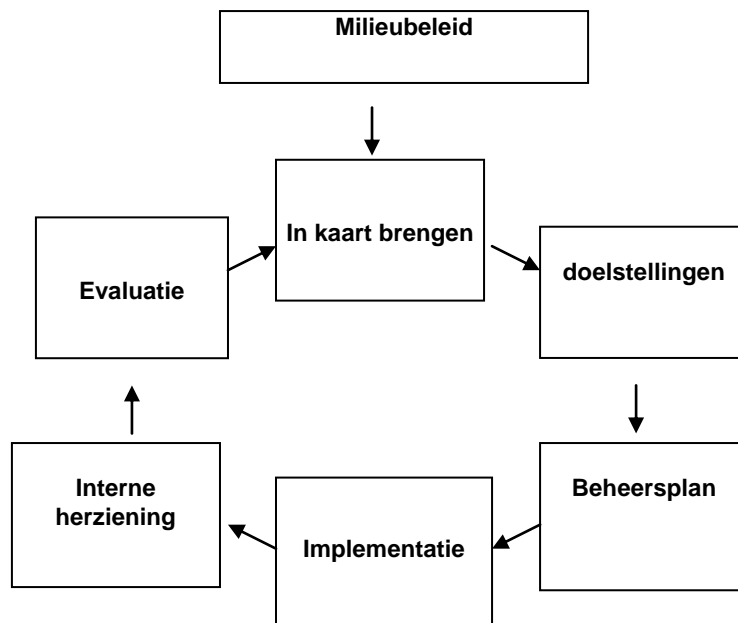 Milieubeleid
In kaart brengen
doelstellingen
Evaluatie
Beheersplan
Interne
herziening
Implementatie